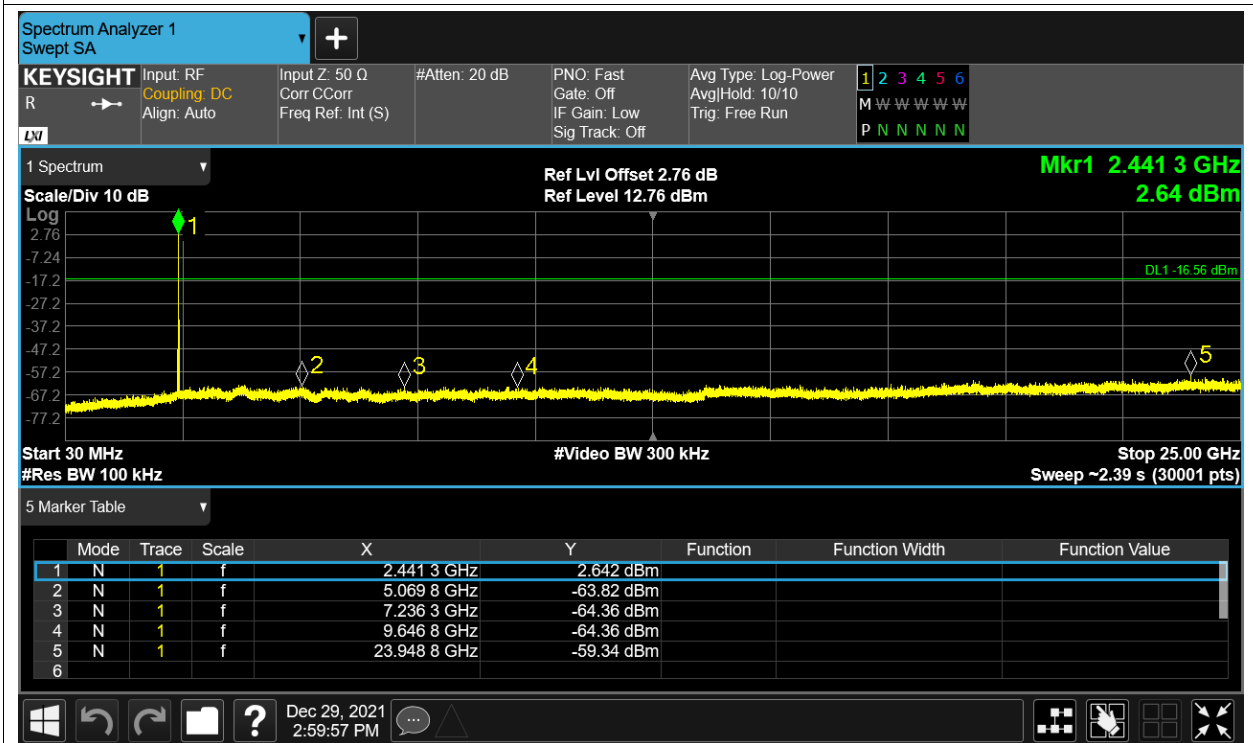 Spectrum Analyzer 1
Swept SA
KEYSIGHT
R
LXI
Input: RF
Coupling: DC
Align: Auto
Input Z: 50 Ω
Corr CCorr
Freq Ref: Int (S)
#Atten: 20 dB
PNO: Fast
Gate: Off
IF Gain: Low
Sig Track: Off
Avg Type: Log-Power
Avg|Hold: 10/10
Trig: Free Run
1 2 3 4 5 6
M W W W W W
P N N N N N
1 Spectrum
Scale/Div 10 dB
Ref Lvl Offset 2.76 dB
Ref Level 12.76 dBm
Mkr1 2.441 3 GHz
2.64 dBm
Log
2.76
-7.24
-17.2
-27.2
-37.2
-47.2
-57.2
-67.2
-77.2
1
DL1 -16.56 dBm
2
3
4
5
Start 30 MHz
#Video BW 300 kHz
Stop 25.00 GHz
#Res BW 100 kHz
Sweep ~2.39 s (30001 pts)
5 Marker Table
Mode Trace Scale X Y Function Function Width Function Value
1 N 1 f 2.441 3 GHz 2.642 dBm
2 N 1 f 5.069 8 GHz -63.82 dBm
3 N 1 f 7.236 3 GHz -64.36 dBm
4 N 1 f 9.646 8 GHz -64.36 dBm
5 N 1 f 23.948 8 GHz -59.34 dBm
6
?
Dec 29, 2021
2:59:57 PM